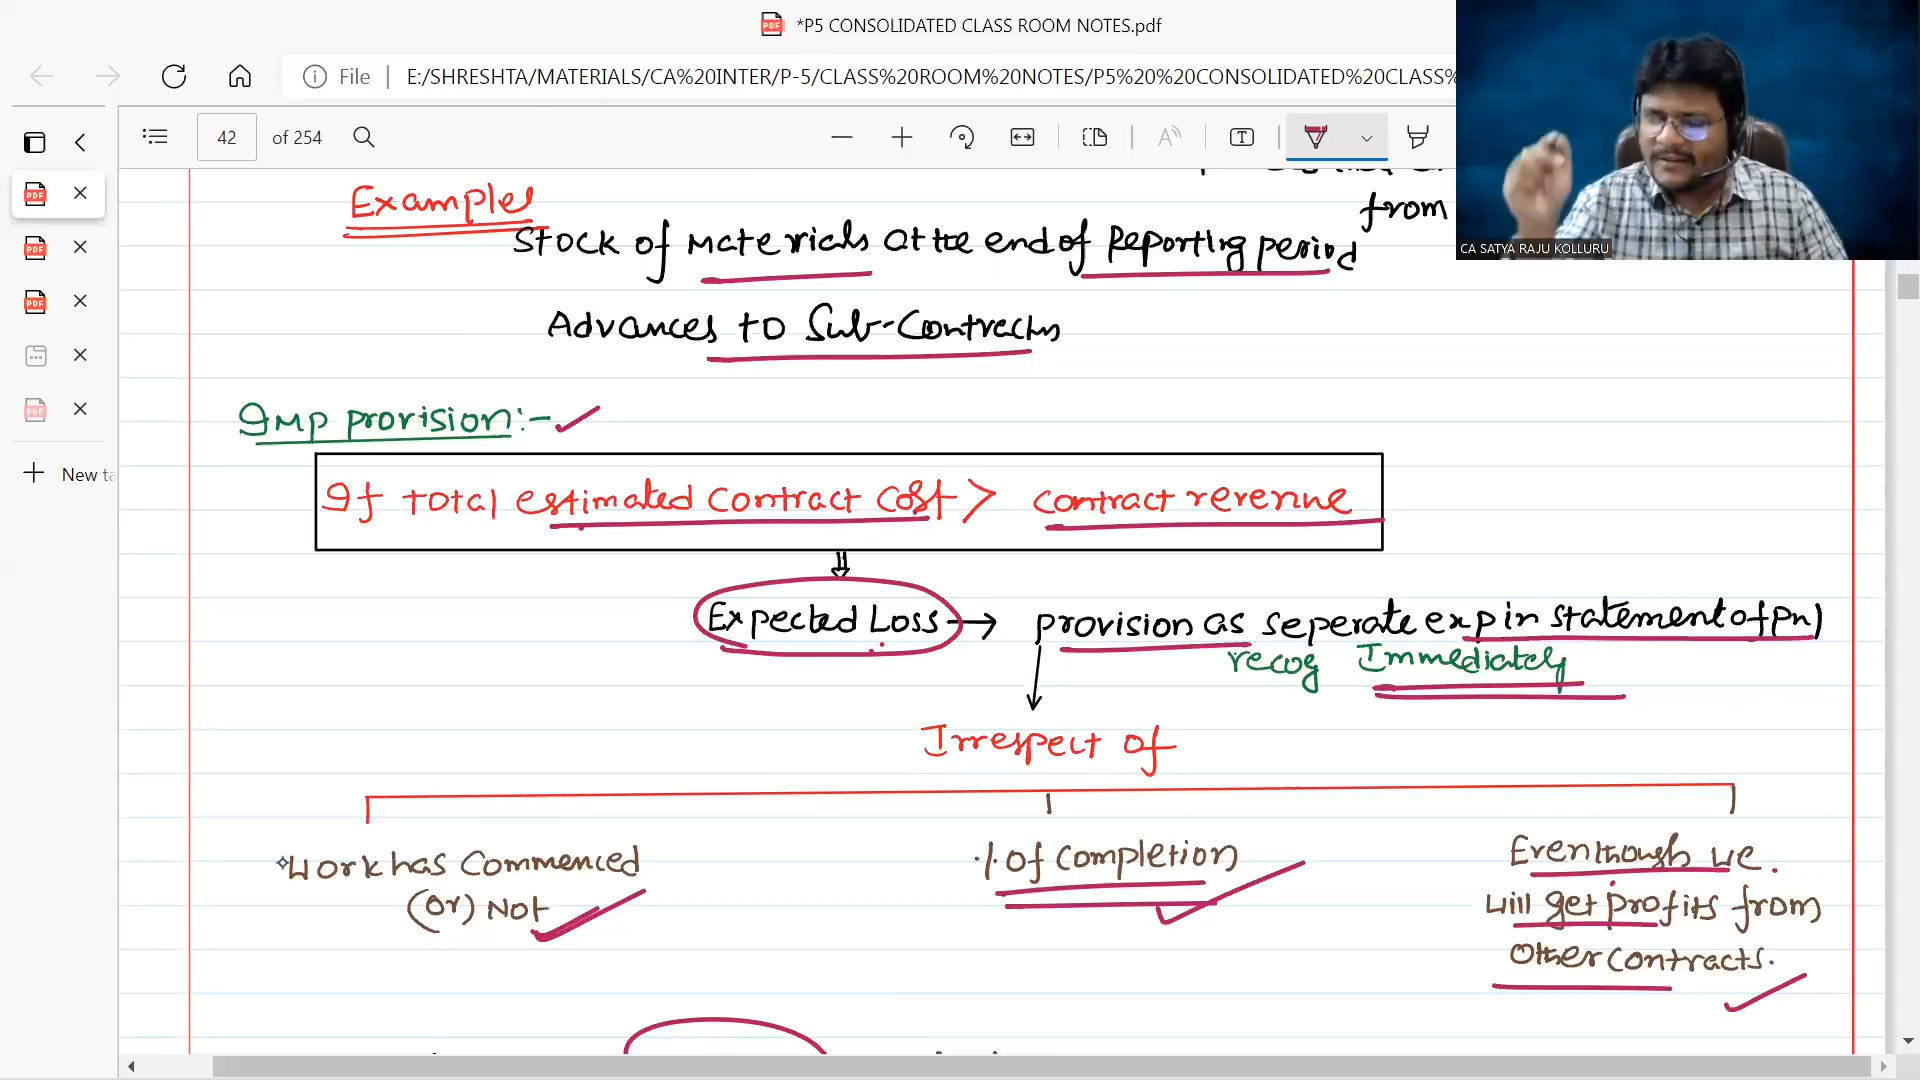 *P5 CONSOLIDATED CLASS ROOM NOTES.pdf
File
E:/SHRESHTA/MATERIALS/CA%20INTER/P-5/CLASS%20ROOM%20NOTES/P5%20%20CONSOLIDATED%20CLASS%
42 of 254
CA SATYA RAJU KOLLURU
New ta
from
Examples
Stock of Materials at the end of Reporting period
Advances to Sub-Contractors
Imp provision:-
If total estimated contract cost > contract revenue
Expected Loss → provision as seperate exp in statement of pnl
recog Immediately
Irrespect of
Work has Commenced
(or) Not
% of completion
Eventhough we
will get profits from
Other contracts.